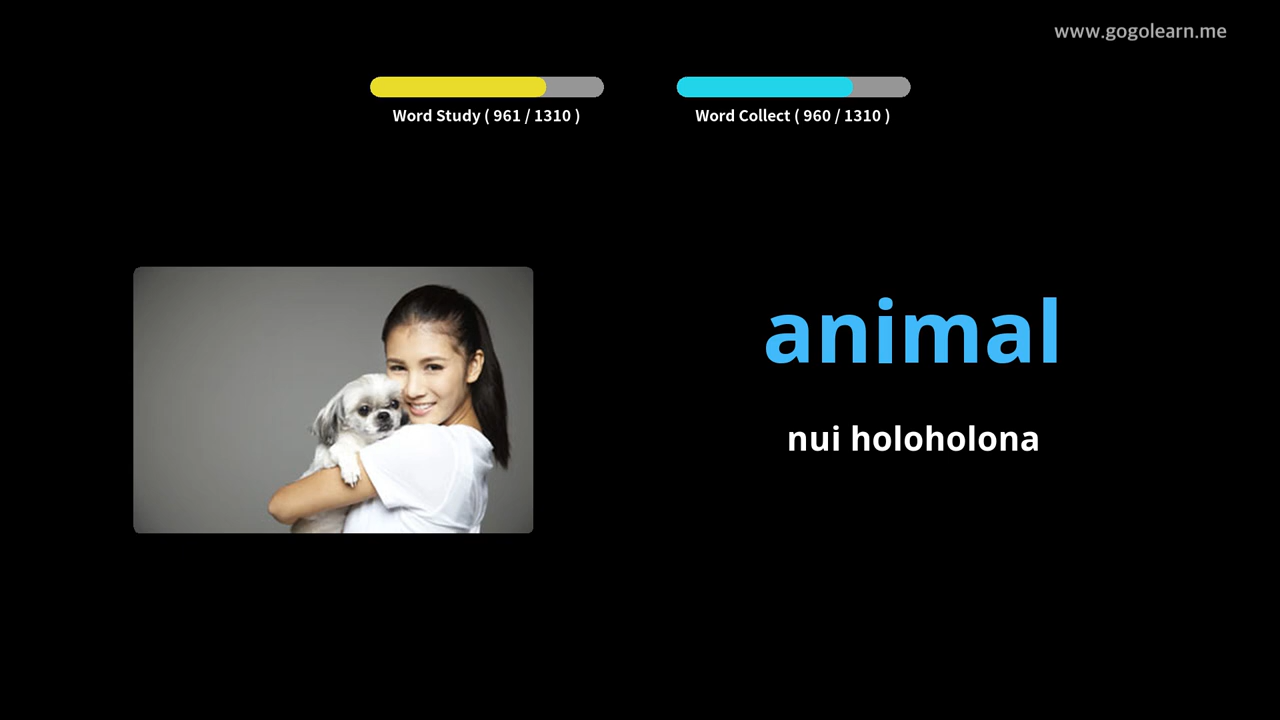 www.gogolearn.me
Word Study ( 961 / 1310 )
Word Collect ( 960 / 1310 )
animal
nui holoholona